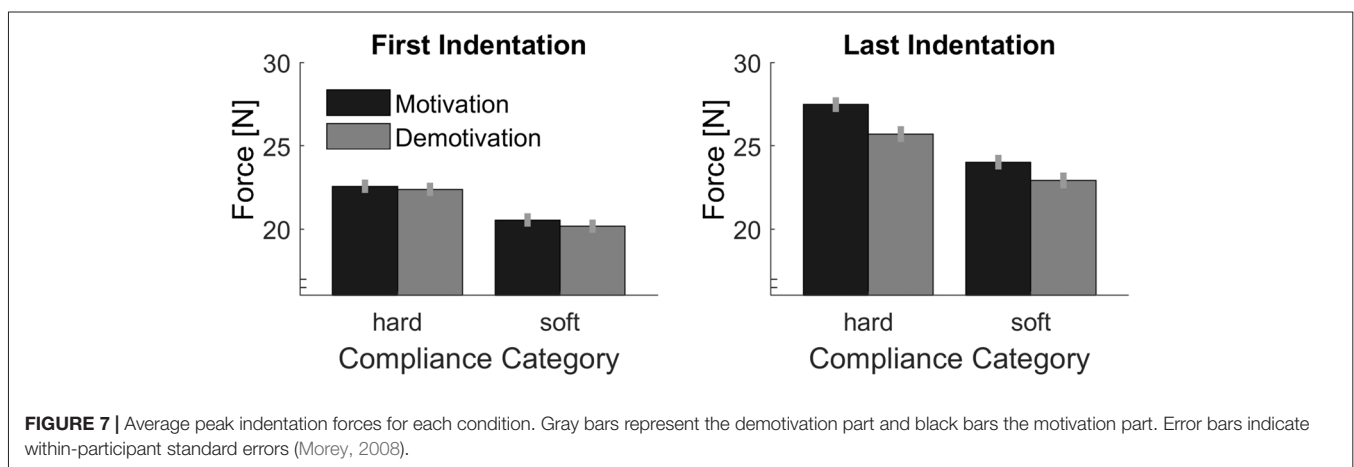 First Indentation
30
25
20
Force [N]
Motivation
Demotivation
hard
soft
Compliance Category
Last Indentation
30
25
20
Force [N]
hard
soft
Compliance Category
FIGURE 7 | Average peak indentation forces for each condition. Gray bars represent the demotivation part and black bars the motivation part. Error bars indicate
within-participant standard errors (Morey, 2008).